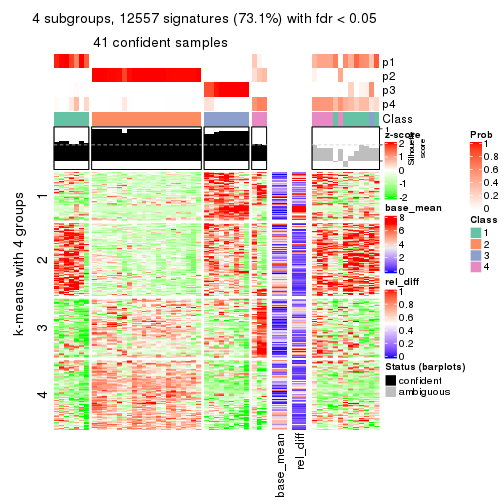 4 subgroups, 12557 signatures (73.1%) with fdr < 0.05
41 confident samples
p1
p2
p3
p4
Class
1
Silhouette
score
k-means with 4 groups
1
2
3
4
base_mean
rel_diff
z-score
2
1
0
-1
-2
base_mean
8
6
4
2
0
rel_diff
1
0.8
0.6
0.4
0.2
0
Status (barplots)
confident
ambiguous
Prob
1
0.8
0.6
0.4
0.2
0
Class
1
2
3
4